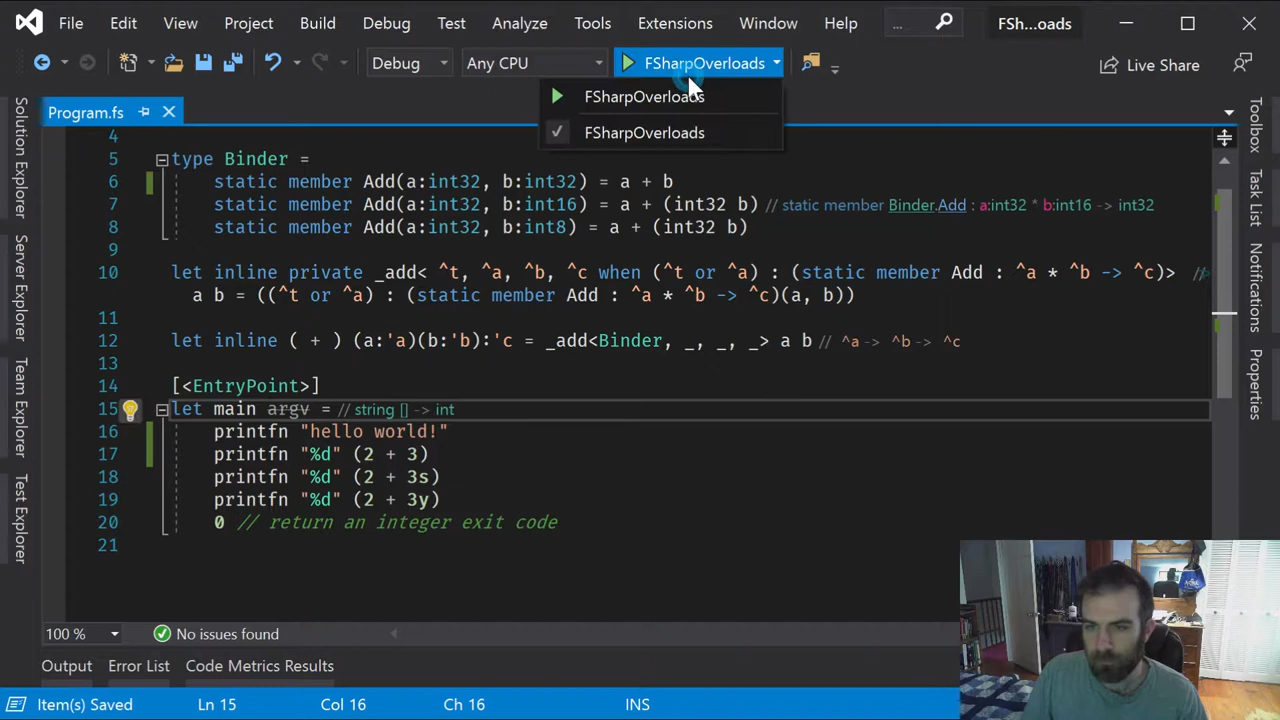 File Edit View Project Build Debug Test Analyze Tools Extensions Window Help ... FSh...oads
Debug Any CPU FSharpOverloads Live Share
Program.fs
FSharpOverloads
FSharpOverloads
4
5 type Binder =
6 static member Add(a:int32, b:int32) = a + b
7 static member Add(a:int32, b:int16) = a + (int32 b) // static member Binder.Add : a:int32 * b:int16 -> int32
8 static member Add(a:int32, b:int8) = a + (int32 b)
9
10 let inline private _add< ^t, ^a, ^b, ^c when (^t or ^a) : (static member Add : ^a * ^b -> ^c)> //
a b = ((^t or ^a) : (static member Add : ^a * ^b -> ^c)(a, b))
11
12 let inline ( + ) (a:'a)(b:'b):'c = _add<Binder, _, _, _> a b // ^a -> ^b -> ^c
13
14 [<EntryPoint>]
15 let main argv = // string [] -> int
16 printfn "hello world!"
17 printfn "%d" (2 + 3)
18 printfn "%d" (2 + 3s)
19 printfn "%d" (2 + 3y)
20 0 // return an integer exit code
21
Solution Explorer
Server Explorer
Team Explorer
Test Explorer
Toolbox
Task List
Notifications
Properties
100 % No issues found
Output Error List Code Metrics Results
Item(s) Saved Ln 15 Col 16 Ch 16 INS